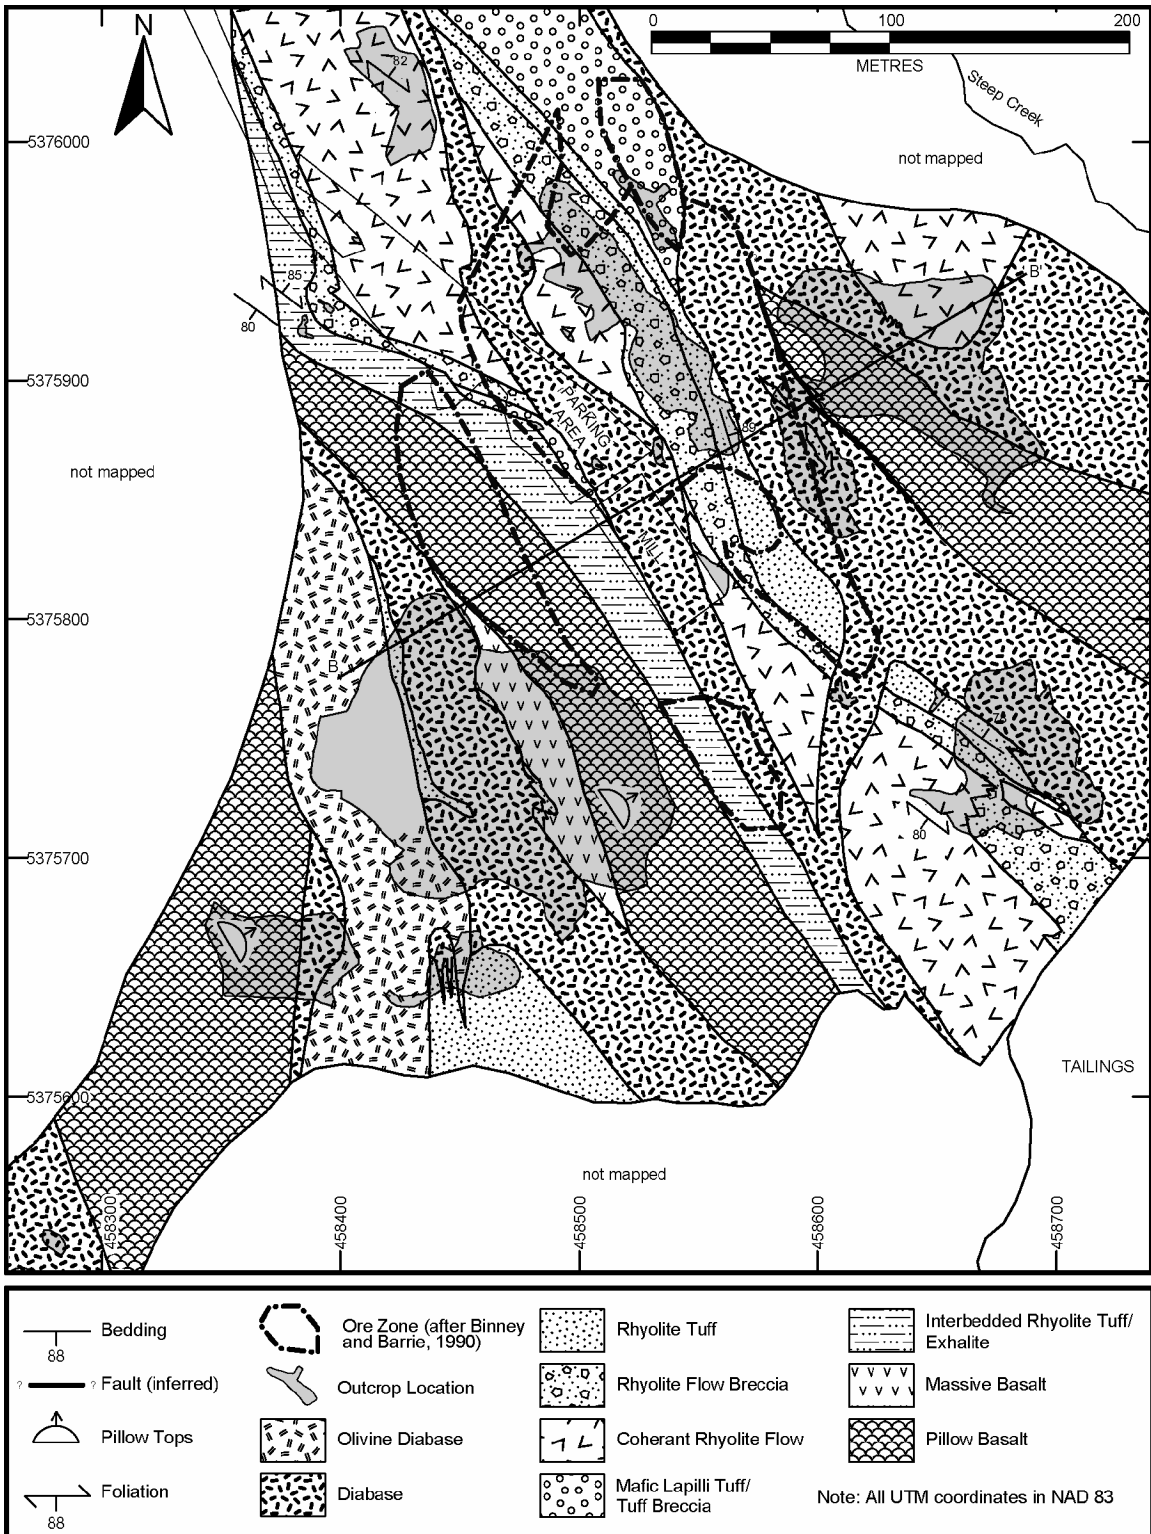 N
0 100 200
METRES
Steep Creek
not mapped
5376000
82
85
80
B'
5375900
PARKING
AREA
89
not mapped
MILL
5375800
B
75
80
5375700
TAILINGS
5375600
not mapped
458300
458400
458500
458600
458700
Bedding
88
? ? Fault (inferred)
Pillow Tops
Foliation
88
Ore Zone (after Binney
and Barrie, 1990)
Outcrop Location
Olivine Diabase
Diabase
Rhyolite Tuff
Rhyolite Flow Breccia
Coherant Rhyolite Flow
Mafic Lapilli Tuff/
Tuff Breccia
Interbedded Rhyolite Tuff/
Exhalite
Massive Basalt
Pillow Basalt
Note: All UTM coordinates in NAD 83